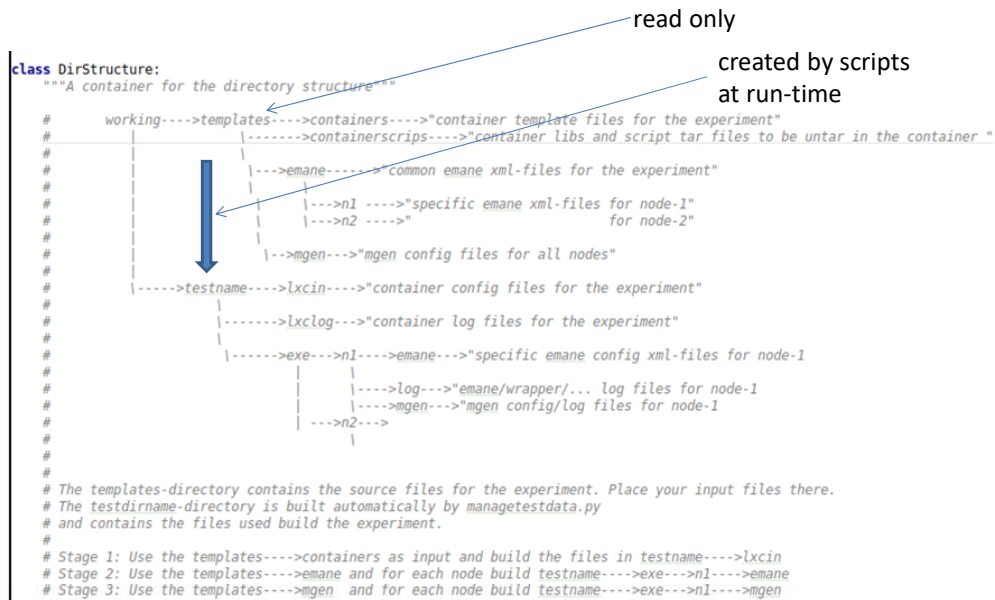 read only
created by scripts
at run-time
class DirStructure:
"""A container for the directory structure"""
#        working---->templates---->containers---->"container template files for the experiment"
#           |              \------->containerscrips---->"container libs and script tar files to be untar in the container "
#           |               \
#           |               \--->emane------>"common emane xml-files for the experiment"
#           |                \      \
#           |                |      |--->n1 ---->"specific emane xml-files for node-1"
#           |                |      |--->n2 ---->"                        for node-2"
#           |                \
#           |                 \-->mgen--->"mgen config files for all nodes"
#           |
#           \----->testname---->lxcin---->"container config files for the experiment"
#                      \
#                      \------->lxclog--->"container log files for the experiment"
#                       \
#                       \------>exe--->n1---->emane--->"specific emane config xml-files for node-1
#                                |      \
#                                |      \---->log--->"emane/wrapper/... log files for node-1
#                                |      \---->mgen--->"mgen config/log files for node-1
#                                | --->n2--->
#                                       \
#
#
# The templates-directory contains the source files for the experiment. Place your input files there.
# The testdirname-directory is built automatically by managetestdata.py
# and contains the files used build the experiment.
#
# Stage 1: Use the templates---->containers as input and build the files in testname---->lxcin
# Stage 2: Use the templates---->emane and for each node build testname---->exe--->n1---->emane
# Stage 3: Use the templates---->mgen  and for each node build testname---->exe--->n1---->mgen